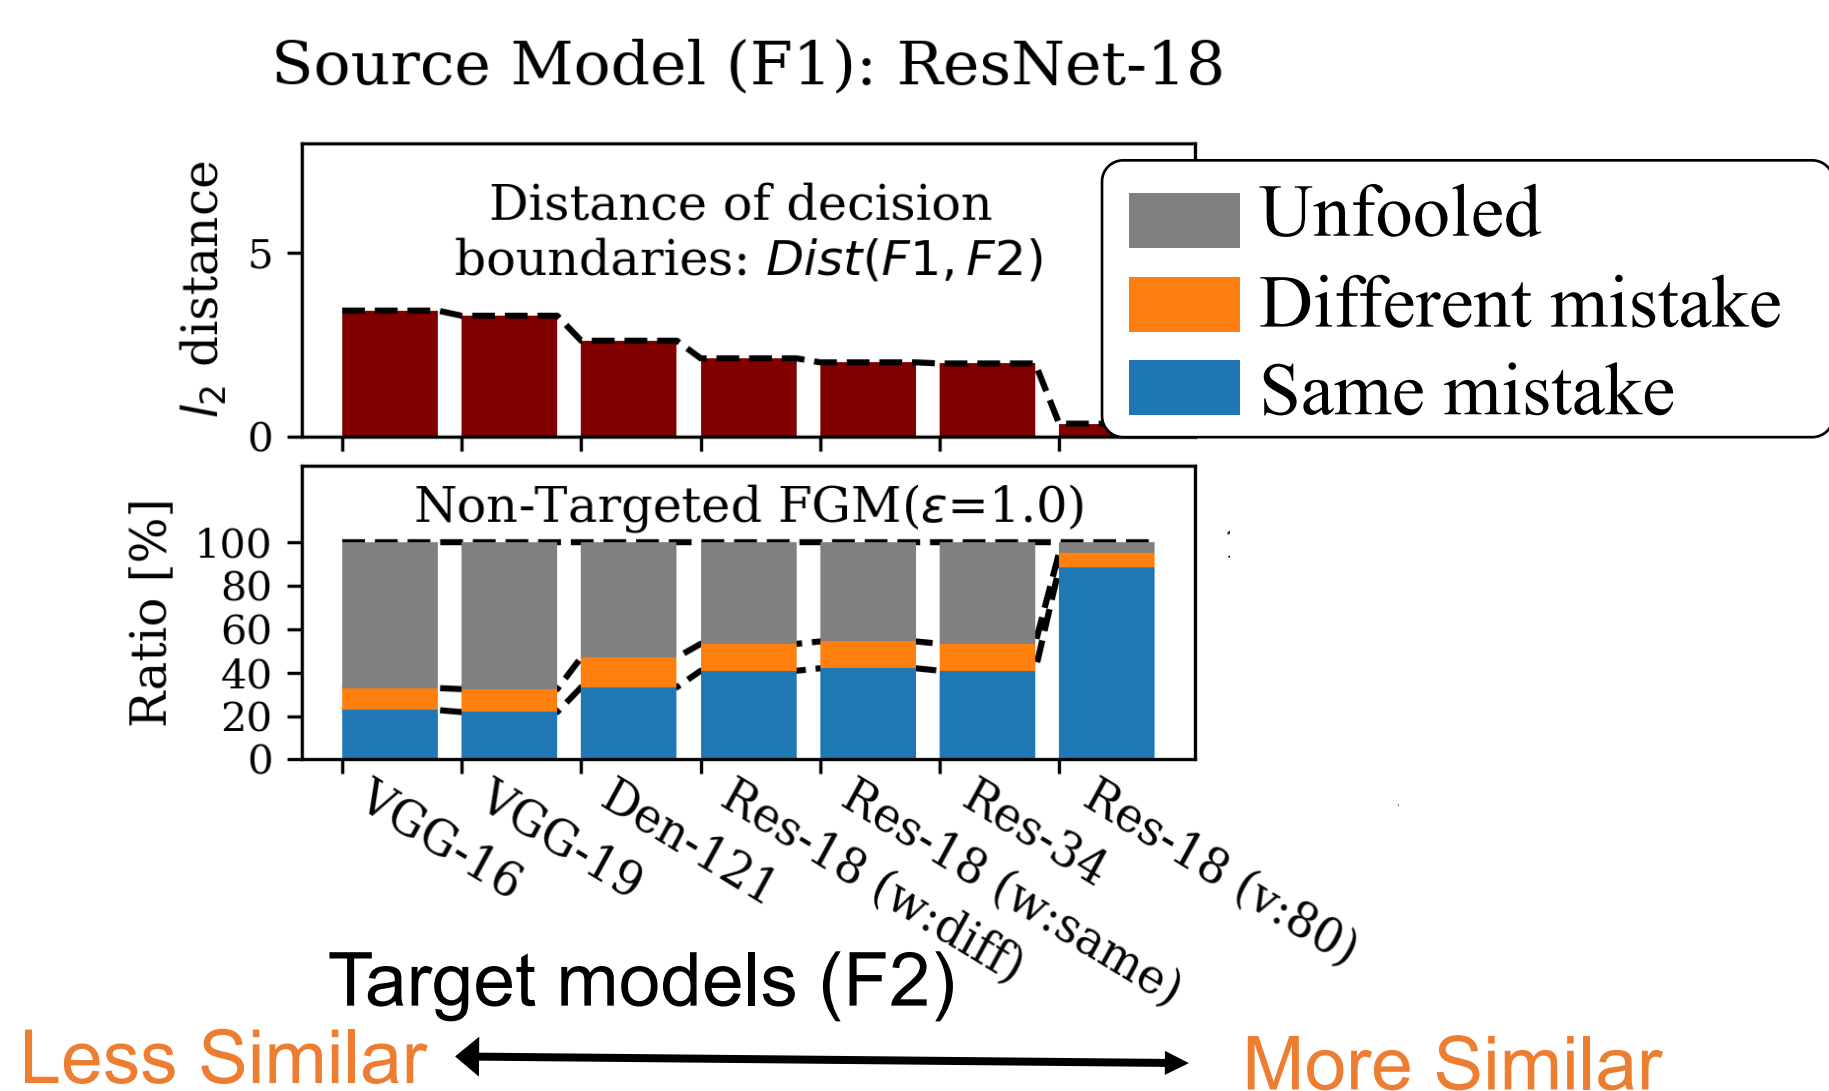 Source Model (F1): ResNet-18
l2 distance
5
0
Distance of decision
boundaries: Dist(F1, F2)
Unfooled
Different mistake
Same mistake
Ratio [%]
Non-Targeted FGM(ε=1.0)
100
80
60
40
20
0
VGG-16
VGG-19
Den-121
Res-18 (w:diff)
Res-18 (w:same)
Res-34
Res-18 (v:80)
Target models (F2)
Less Similar
More Similar